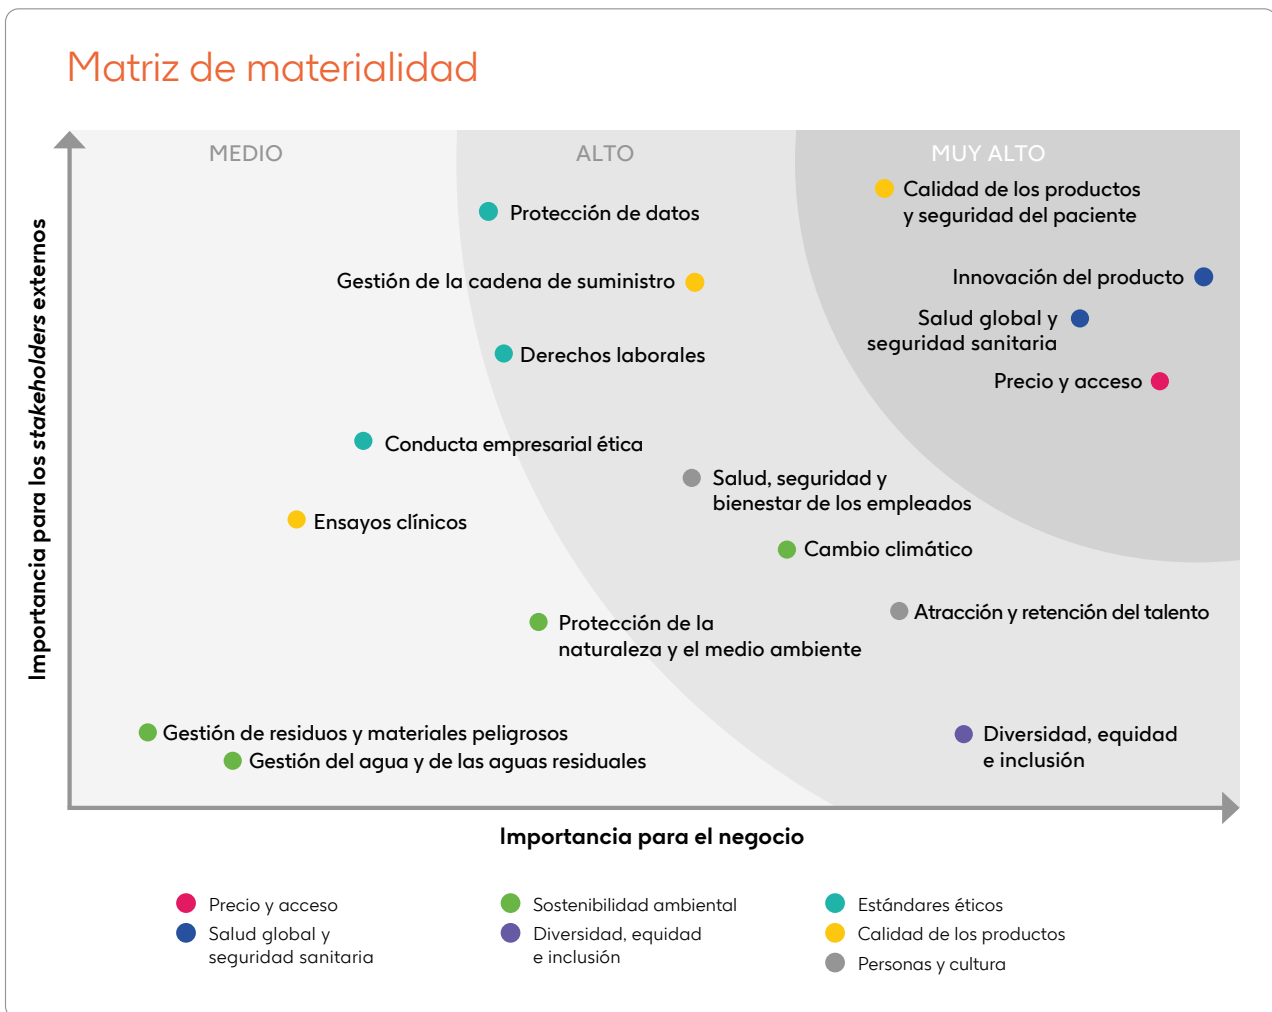 Matriz de materialidad
MEDIO
ALTO
MUY ALTO
Importancia para los stakeholders externos
Calidad de los productos
y seguridad del paciente
Protección de datos
Innovación del producto
Gestión de la cadena de suministro
Salud global y
seguridad sanitaria
Derechos laborales
Precio y acceso
Conducta empresarial ética
Salud, seguridad y
bienestar de los empleados
Ensayos clínicos
Cambio climático
Atracción y retención del talento
Protección de la
naturaleza y el medio ambiente
Gestión de residuos y materiales peligrosos
Diversidad, equidad
e inclusión
Gestión del agua y de las aguas residuales
Importancia para el negocio
Precio y acceso
Salud global y
seguridad sanitaria
Sostenibilidad ambiental
Diversidad, equidad
e inclusión
Estándares éticos
Calidad de los productos
Personas y cultura